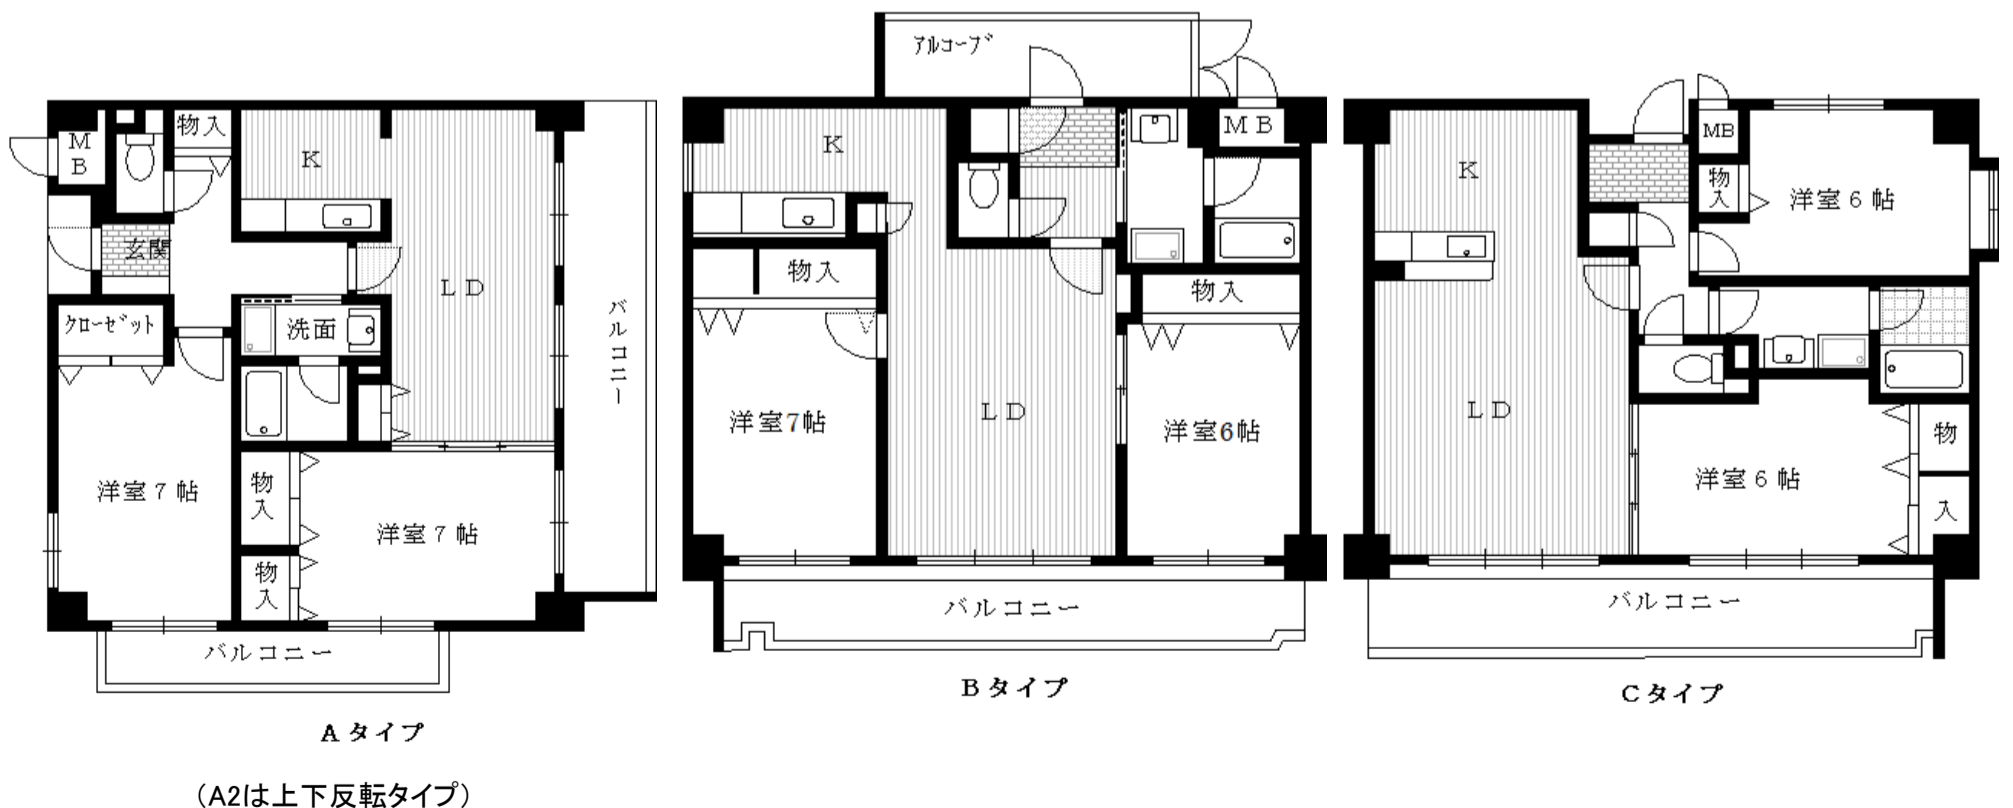 M
B
物入
K
玄関
LD
クローゼット
洗面
バルコニー
洋室７帖
物
入
洋室７帖
物
入
バルコニー
Aタイプ
(A2は上下反転タイプ)
アルコーブ
K
MB
物入
物入
洋室7帖
LD
洋室6帖
バルコニー
Bタイプ
K
MB
物
入
洋室６帖
LD
洋室６帖
物
入
バルコニー
Cタイプ